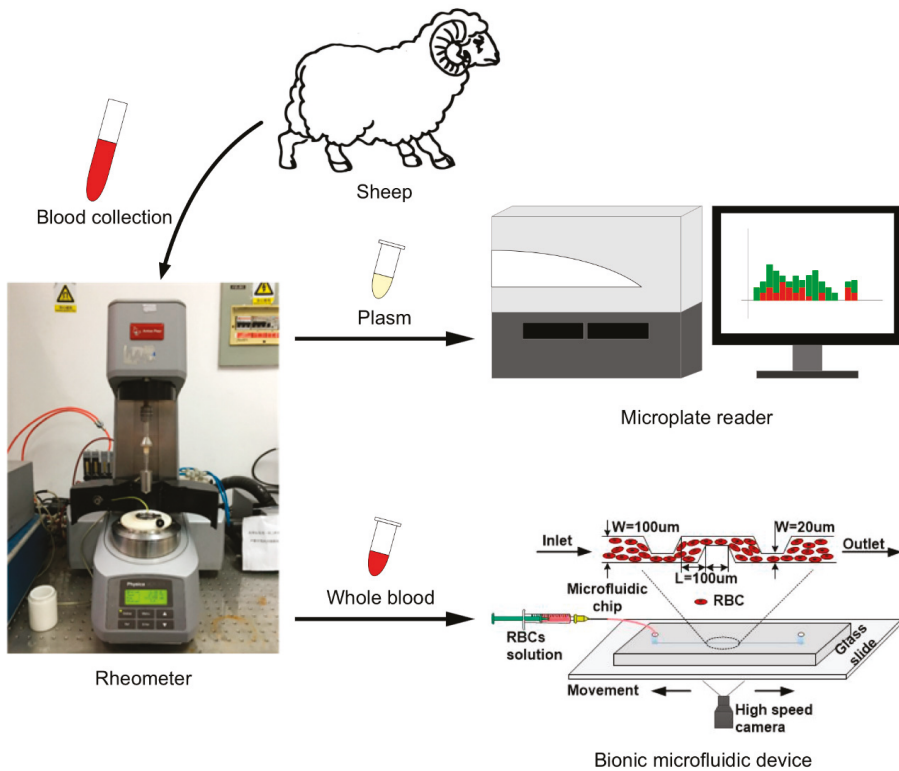 Sheep
Blood collection
Plasm
Microplate reader
Physica
Rheometer
Whole blood
W=100um
W=20um
Inlet
Outlet
L=100um
Microfluidic
chip
RBC
RBCs
solution
Glass
slide
Movement
High speed
camera
Bionic microfluidic device